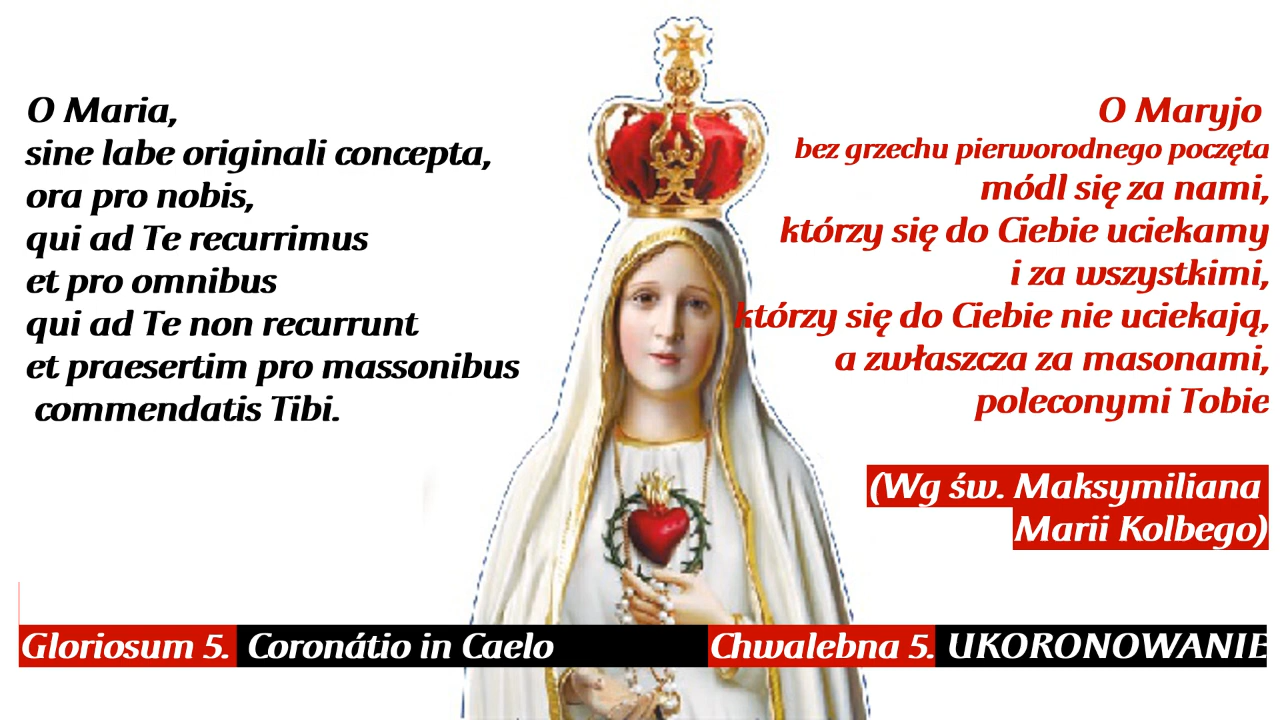 O Maria,
sine labe originali concepta,
ora pro nobis,
qui ad Te recurrimus
et pro omnibus
qui ad Te non recurrunt
et praesertim pro massonibus
commendatis Tibi.
O Maryjo
bez grzechu pierworodnego poczęta
módl się za nami,
którzy się do Ciebie uciekamy
i za wszystkimi,
którzy się do Ciebie nie uciekają,
a zwłaszcza za masonami,
poleconymi Tobie
(Wg św. Maksymiliana
Marii Kolbego)
Gloriosum 5. Coronátio in Caelo
Chwalebna 5. UKORONOWANIE